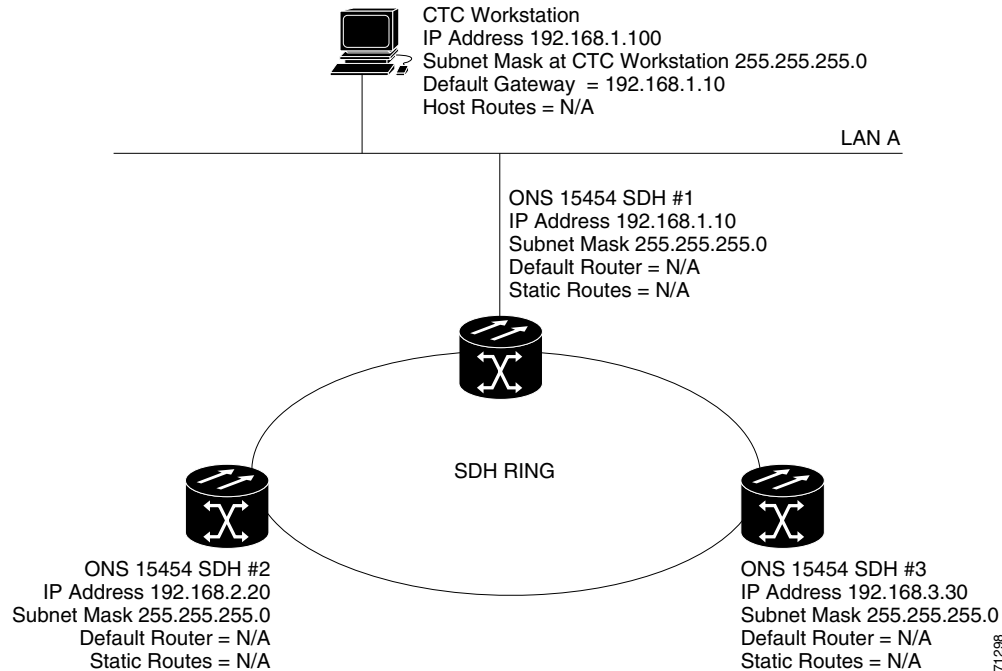 CTC Workstation
IP Address 192.168.1.100
Subnet Mask at CTC Workstation 255.255.255.0
Default Gateway = 192.168.1.10
Host Routes = N/A
LAN A
ONS 15454 SDH #1
IP Address 192.168.1.10
Subnet Mask 255.255.255.0
Default Router = N/A
Static Routes = N/A
SDH RING
ONS 15454 SDH #2
IP Address 192.168.2.20
Subnet Mask 255.255.255.0
Default Router = N/A
Static Routes = N/A
ONS 15454 SDH #3
IP Address 192.168.3.30
Subnet Mask 255.255.255.0
Default Router = N/A
Static Routes = N/A
71298